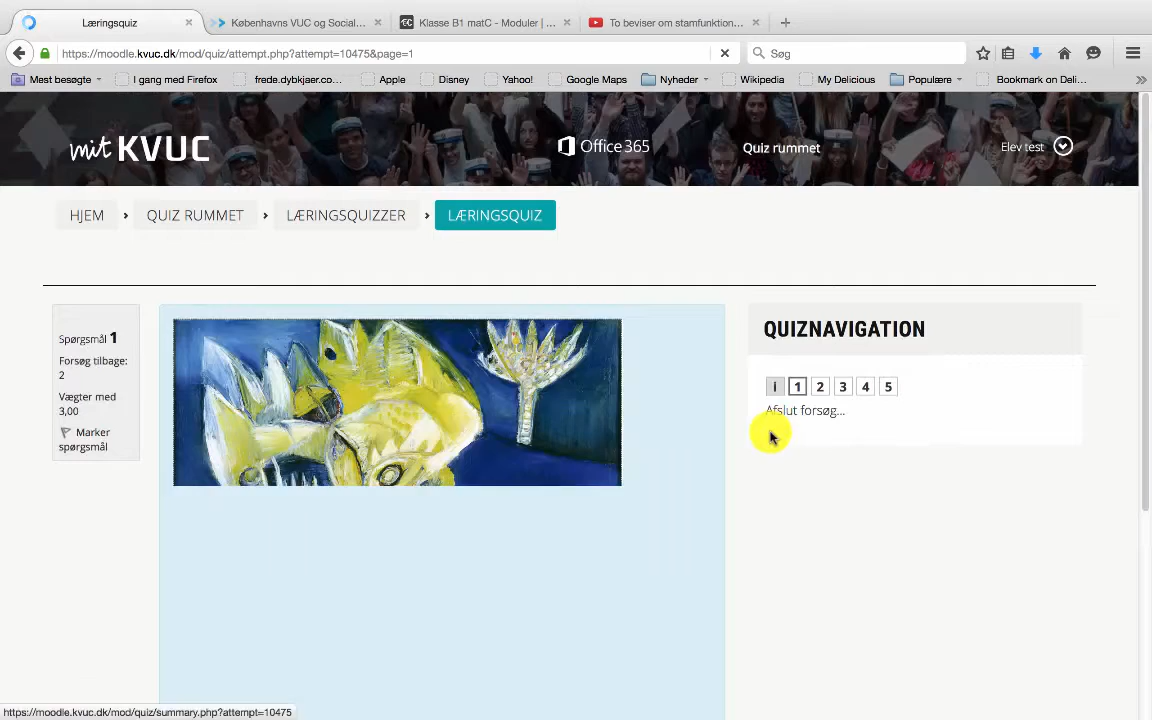 Læringsquiz
Københavns VUC og Social...
Klasse B1 matC - Moduler | ...
To beviser om stamfunktion...
https://moodle.kvuc.dk/mod/quiz/attempt.php?attempt=10475&page=1
Søg
Mest besøgte
I gang med Firefox
frede.dybkjaer.co...
Apple
Disney
Yahoo!
Google Maps
Nyheder
Wikipedia
My Delicious
Populære
Bookmark on Deli...
mit KVUC
Office 365
Quiz rummet
Elev test
HJEM
QUIZ RUMMET
LÆRINGSQUIZZER
LÆRINGSQUIZ
Spørgsmål 1
Forsøg tilbage:
2
Vægter med
3,00
Marker
spørgsmål
QUIZNAVIGATION
i 1 2 3 4 5
Afslut forsøg...
https://moodle.kvuc.dk/mod/quiz/summary.php?attempt=10475